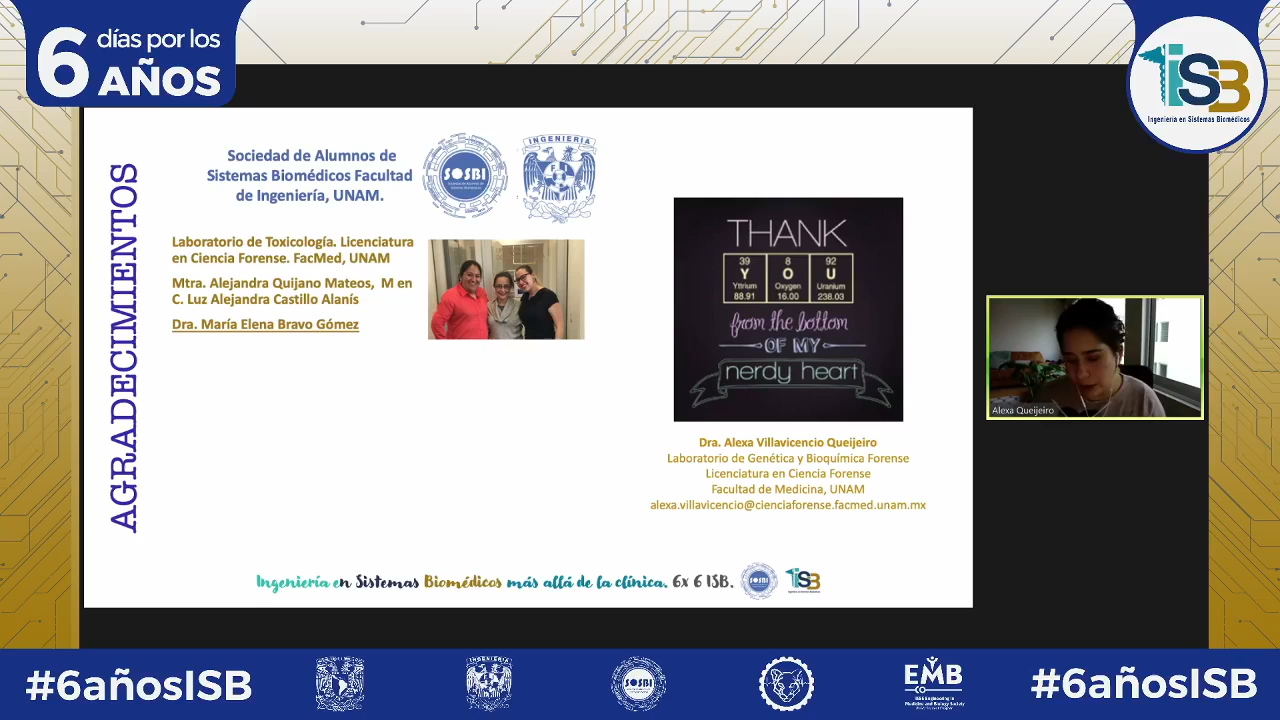 6 días por los
AÑOS
iSB
Ingeniería en Sistemas Biomédicos
AGRADECIMIENTOS
Sociedad de Alumnos de
Sistemas Biomédicos Facultad
de Ingeniería, UNAM.
SOSBI
INGENIERIA
Laboratorio de Toxicología. Licenciatura
en Ciencia Forense. FacMed, UNAM
Mtra. Alejandra Quijano Mateos, M en
C. Luz Alejandra Castillo Alanís
Dra. María Elena Bravo Gómez
THANK
39 8 92
Y O U
Yttrium Oxygen Uranium
88.91 16.00 238.03
from the bottom
OF MY
nerdy heart
Dra. Alexa Villavicencio Queijeiro
Laboratorio de Genética y Bioquímica Forense
Licenciatura en Ciencia Forense
Facultad de Medicina, UNAM
alexa.villavicencio@cienciaforense.facmed.unam.mx
Alexa Queijeiro
Ingeniería en Sistemas Biomédicos más allá de la clínica. 6x 6 ISB.
SOSBI
iSB
#6añosISB
INGENIERIA
SOSBI
EMB
#6añosISB